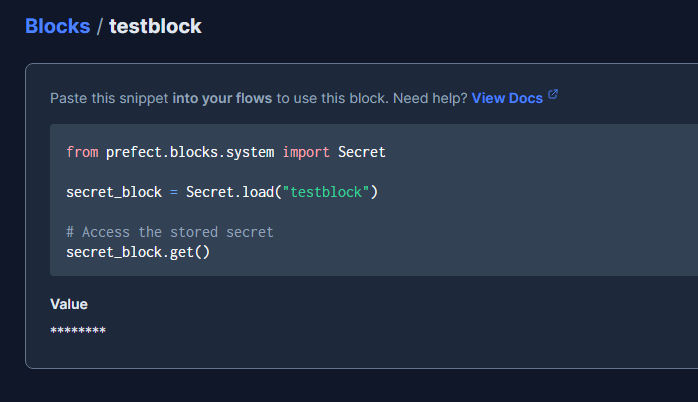 Blocks / testblock
Paste this snippet into your flows to use this block. Need help? View Docs
from prefect.blocks.system import Secret
secret_block = Secret.load("testblock")
# Access the stored secret
secret_block.get()
Value
********